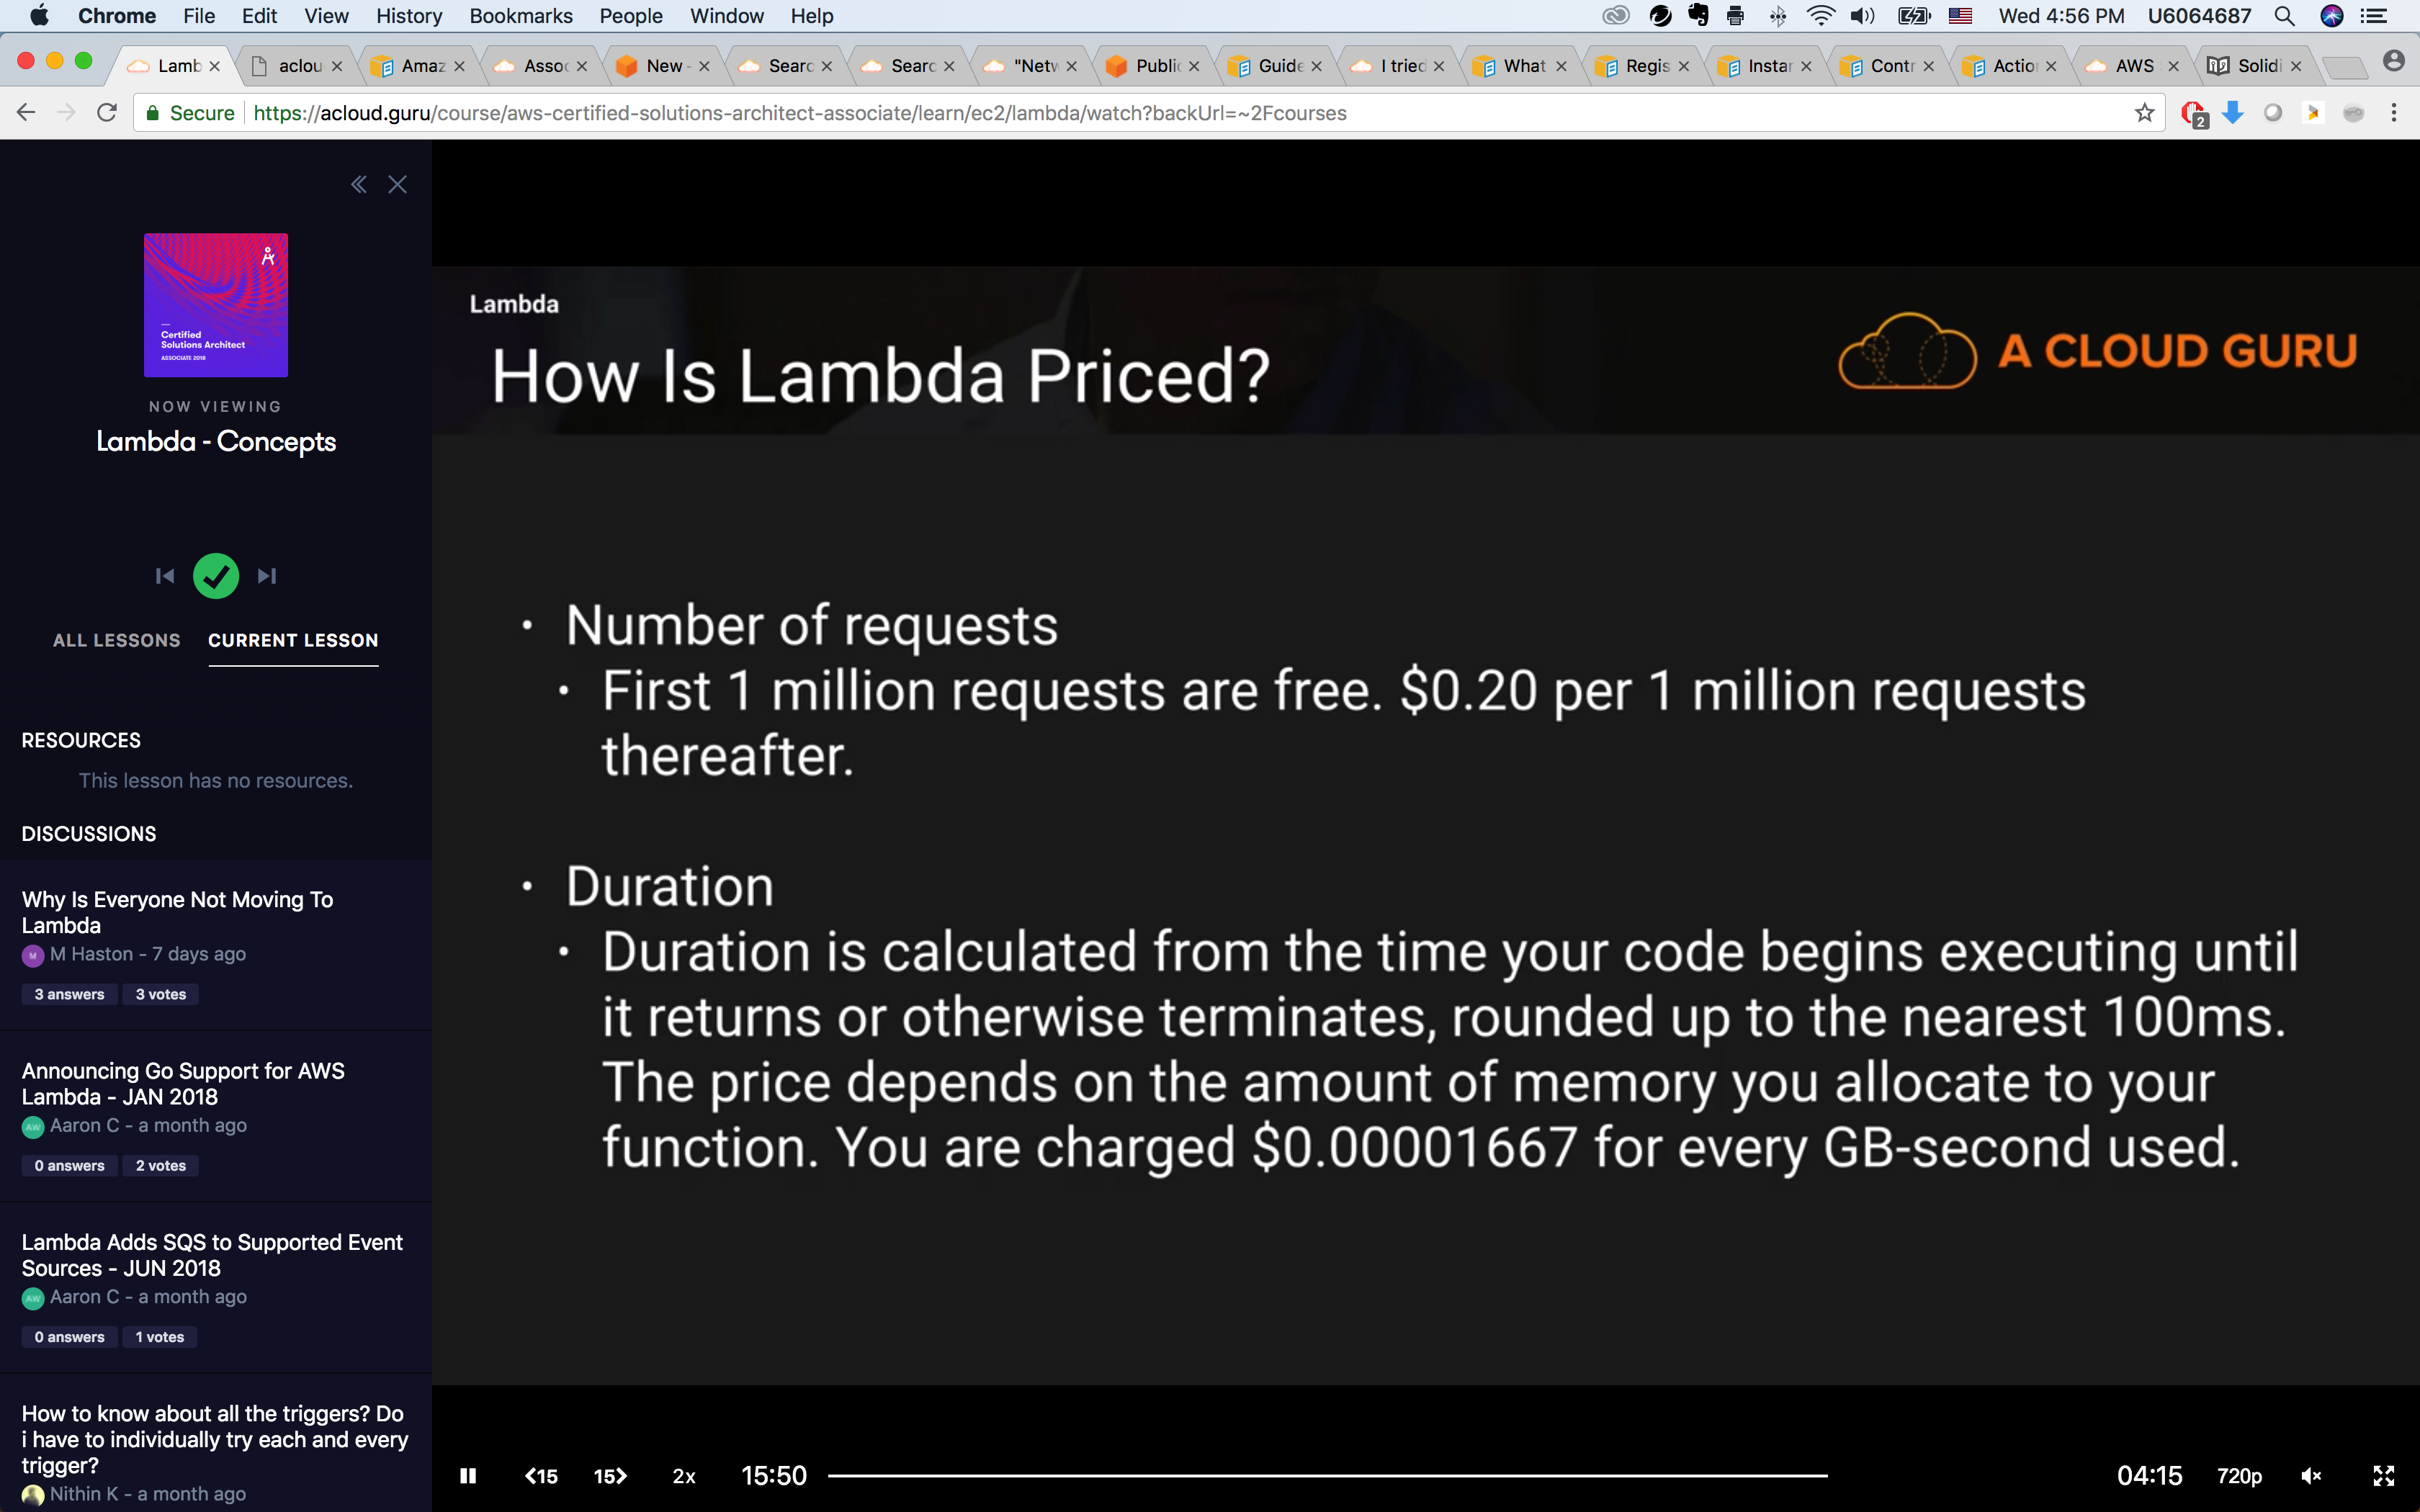 Chrome File Edit View History Bookmarks People Window Help Wed 4:56 PM U6064687
Lamb aclou Amaz Assoc New - Searc Searc "Netw Public Guide I tried What Regis Instar Contr Action AWS Solidi
Secure https://acloud.guru/course/aws-certified-solutions-architect-associate/learn/ec2/lambda/watch?backUrl=~2Fcourses 2
Certified
Solutions Architect
ASSOCIATE 2018
NOW VIEWING
Lambda - Concepts
ALL LESSONS CURRENT LESSON
RESOURCES
This lesson has no resources.
DISCUSSIONS
Why Is Everyone Not Moving To
Lambda
M M Haston - 7 days ago
3 answers 3 votes
Announcing Go Support for AWS
Lambda - JAN 2018
AW Aaron C - a month ago
0 answers 2 votes
Lambda Adds SQS to Supported Event
Sources - JUN 2018
AW Aaron C - a month ago
0 answers 1 votes
How to know about all the triggers? Do
i have to individually try each and every
trigger?
Nithin K - a month ago
Lambda
How Is Lambda Priced?
A CLOUD GURU
• Number of requests
• First 1 million requests are free. $0.20 per 1 million requests
thereafter.
• Duration
• Duration is calculated from the time your code begins executing until
it returns or otherwise terminates, rounded up to the nearest 100ms.
The price depends on the amount of memory you allocate to your
function. You are charged $0.00001667 for every GB-second used.
15 15 2x 15:50 04:15 720p